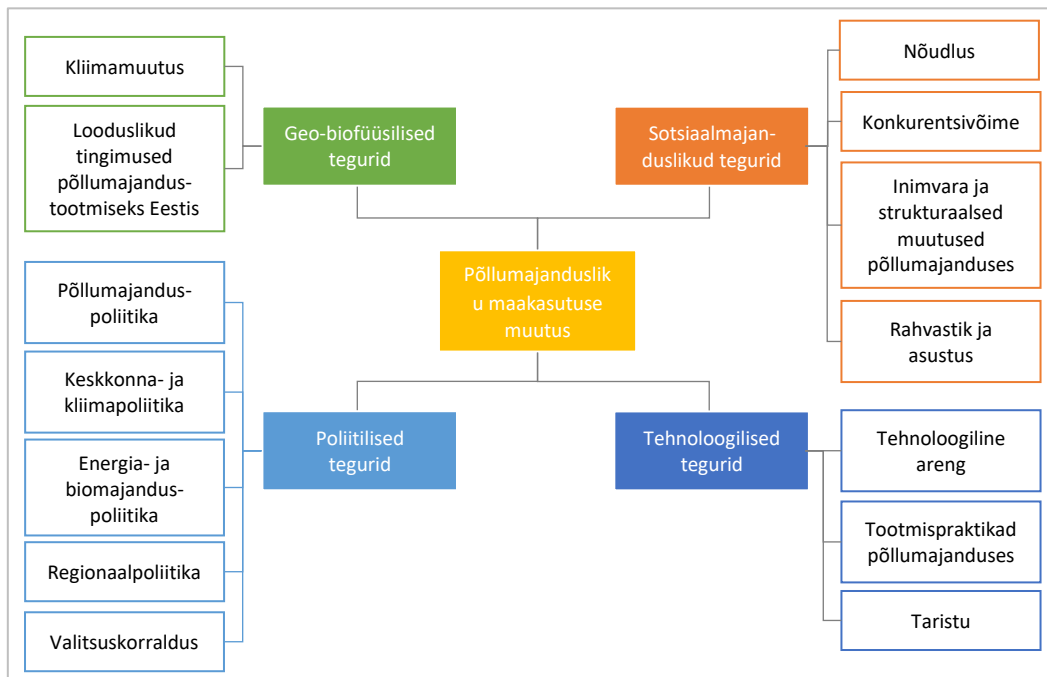 Kliimamuutus
Looduslikud
tingimused
põllumajandus-
tootmiseks Eestis
Geo-biofüüsilised
tegurid
Sotsiaalmajan-
duslikud tegurid
Nõudlus
Konkurentsivõime
Inimvara ja
strukturaalsed
muutused
põllumajanduses
Rahvastik ja
asustus
Põllumajanduslik
u maakasutuse
muutus
Põllumajandus-
poliitika
Keskkonna- ja
kliimapoliitika
Energia- ja
biomajandus-
poliitika
Regionaalpoliitika
Valitsuskorraldus
Poliitilised
tegurid
Tehnoloogilised
tegurid
Tehnoloogiline
areng
Tootmispraktikad
põllumajanduses
Taristu